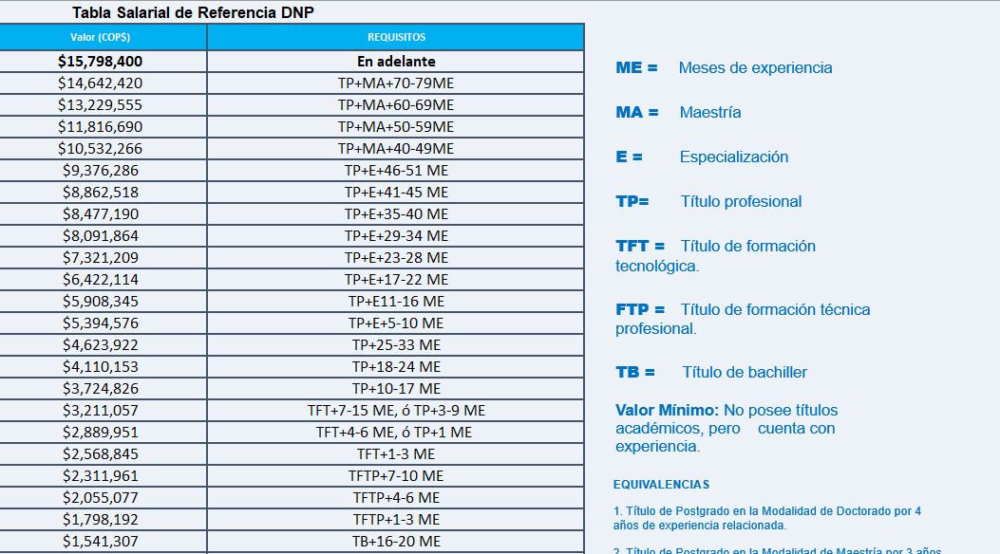 Tabla Salarial de Referencia DNP
Valor (COP$) REQUISITOS
$15,798,400 En adelante
$14,642,420 TP+MA+70-79ME
$13,229,555 TP+MA+60-69ME
$11,816,690 TP+MA+50-59ME
$10,532,266 TP+MA+40-49ME
$9,376,286 TP+E+46-51 ME
$8,862,518 TP+E+41-45 ME
$8,477,190 TP+E+35-40 ME
$8,091,864 TP+E+29-34 ME
$7,321,209 TP+E+23-28 ME
$6,422,114 TP+E+17-22 ME
$5,908,345 TP+E11-16 ME
$5,394,576 TP+E+5-10 ME
$4,623,922 TP+25-33 ME
$4,110,153 TP+18-24 ME
$3,724,826 TP+10-17 ME
$3,211,057 TFT+7-15 ME, ó TP+3-9 ME
$2,889,951 TFT+4-6 ME, ó TP+1 ME
$2,568,845 TFT+1-3 ME
$2,311,961 TFTP+7-10 ME
$2,055,077 TFTP+4-6 ME
$1,798,192 TFTP+1-3 ME
$1,541,307 TB+16-20 ME
ME = Meses de experiencia
MA = Maestría
E = Especialización
TP= Título profesional
TFT = Título de formación
tecnológica.
FTP = Título de formación técnica
profesional.
TB = Título de bachiller
Valor Mínimo: No posee títulos
académicos, pero cuenta con
experiencia.
EQUIVALENCIAS
1. Título de Postgrado en la Modalidad de Doctorado por 4
años de experiencia relacionada.
2. Título de Postgrado en la Modalidad de Maestría por 3 años